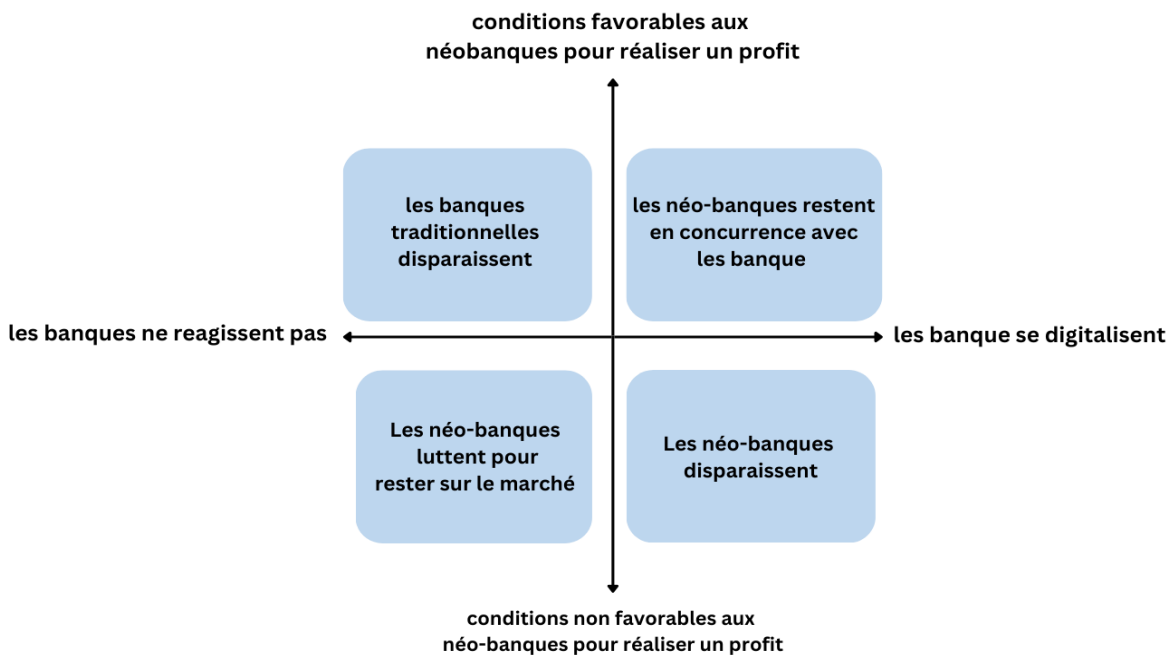 conditions favorables aux
néobanques pour réaliser un profit
les banques
traditionnelles
disparaissent
les néo-banques restent
en concurrence avec
les banque
les banques ne reagissent pas
les banque se digitalisent
Les néo-banques
luttent pour
rester sur le marché
Les néo-banques
disparaissent
conditions non favorables aux
néo-banques pour réaliser un profit